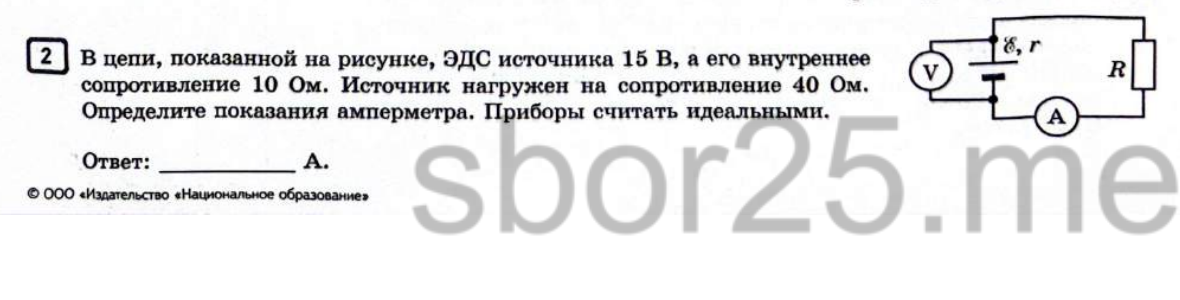 2 В цепи, показанной на рисунке, ЭДС источника 15 В, а его внутреннее
сопротивление 10 Ом. Источник нагружен на сопротивление 40 Ом.
Определите показания амперметра. Приборы считать идеальными.
Ответ: ____________ А.
© ООО «Издательство «Национальное образование»
ℰ, r
V
R
A
sbor25.me